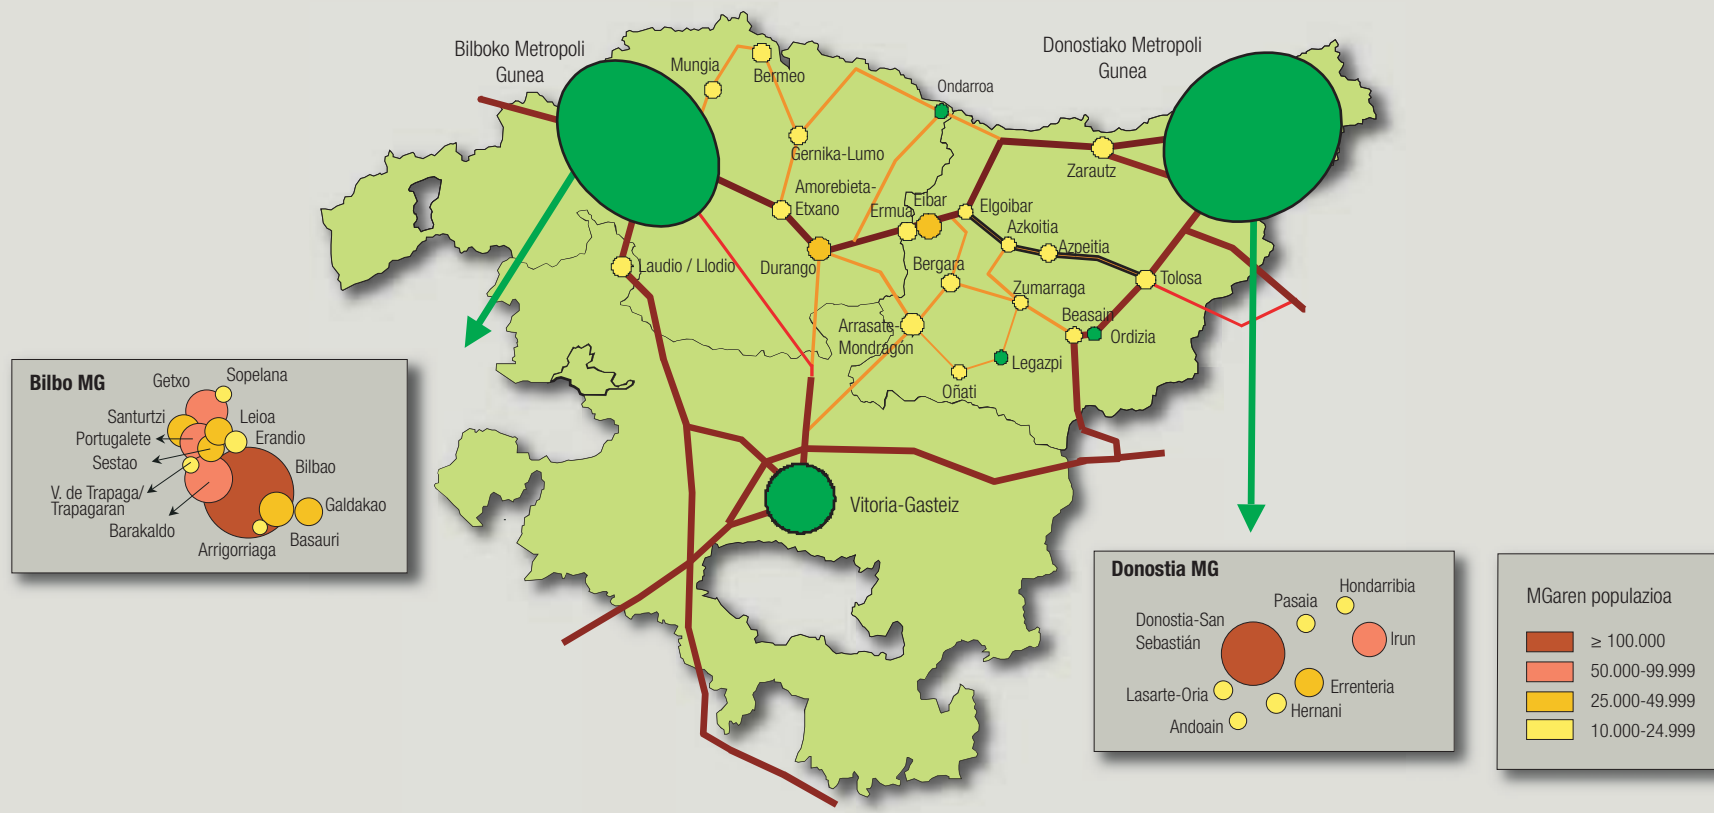 Bilboko Metropoli
Gunea
Donostiako Metropoli
Gunea
Mungia
Bermeo
Ondarroa
Gernika-Lumo
Zarautz
Amorebieta-
Etxano
Ermua
Eibar
Elgoibar
Azkoitia
Azpeitia
Laudio / Llodio
Durango
Bergara
Tolosa
Zumarraga
Beasain
Ordizia
Arrasate-
Mondragón
Legazpi
Oñati
Vitoria-Gasteiz
Bilbo MG
Getxo
Sopelana
Santurtzi
Leioa
Portugalete
Erandio
Sestao
Bilbao
V. de Trapaga/
Trapagaran
Galdakao
Barakaldo
Basauri
Arrigorriaga
Donostia MG
Hondarribia
Pasaia
Donostia-San
Sebastián
Irun
Lasarte-Oria
Errenteria
Hernani
Andoain
MGaren populazioa
≥ 100.000
50.000-99.999
25.000-49.999
10.000-24.999